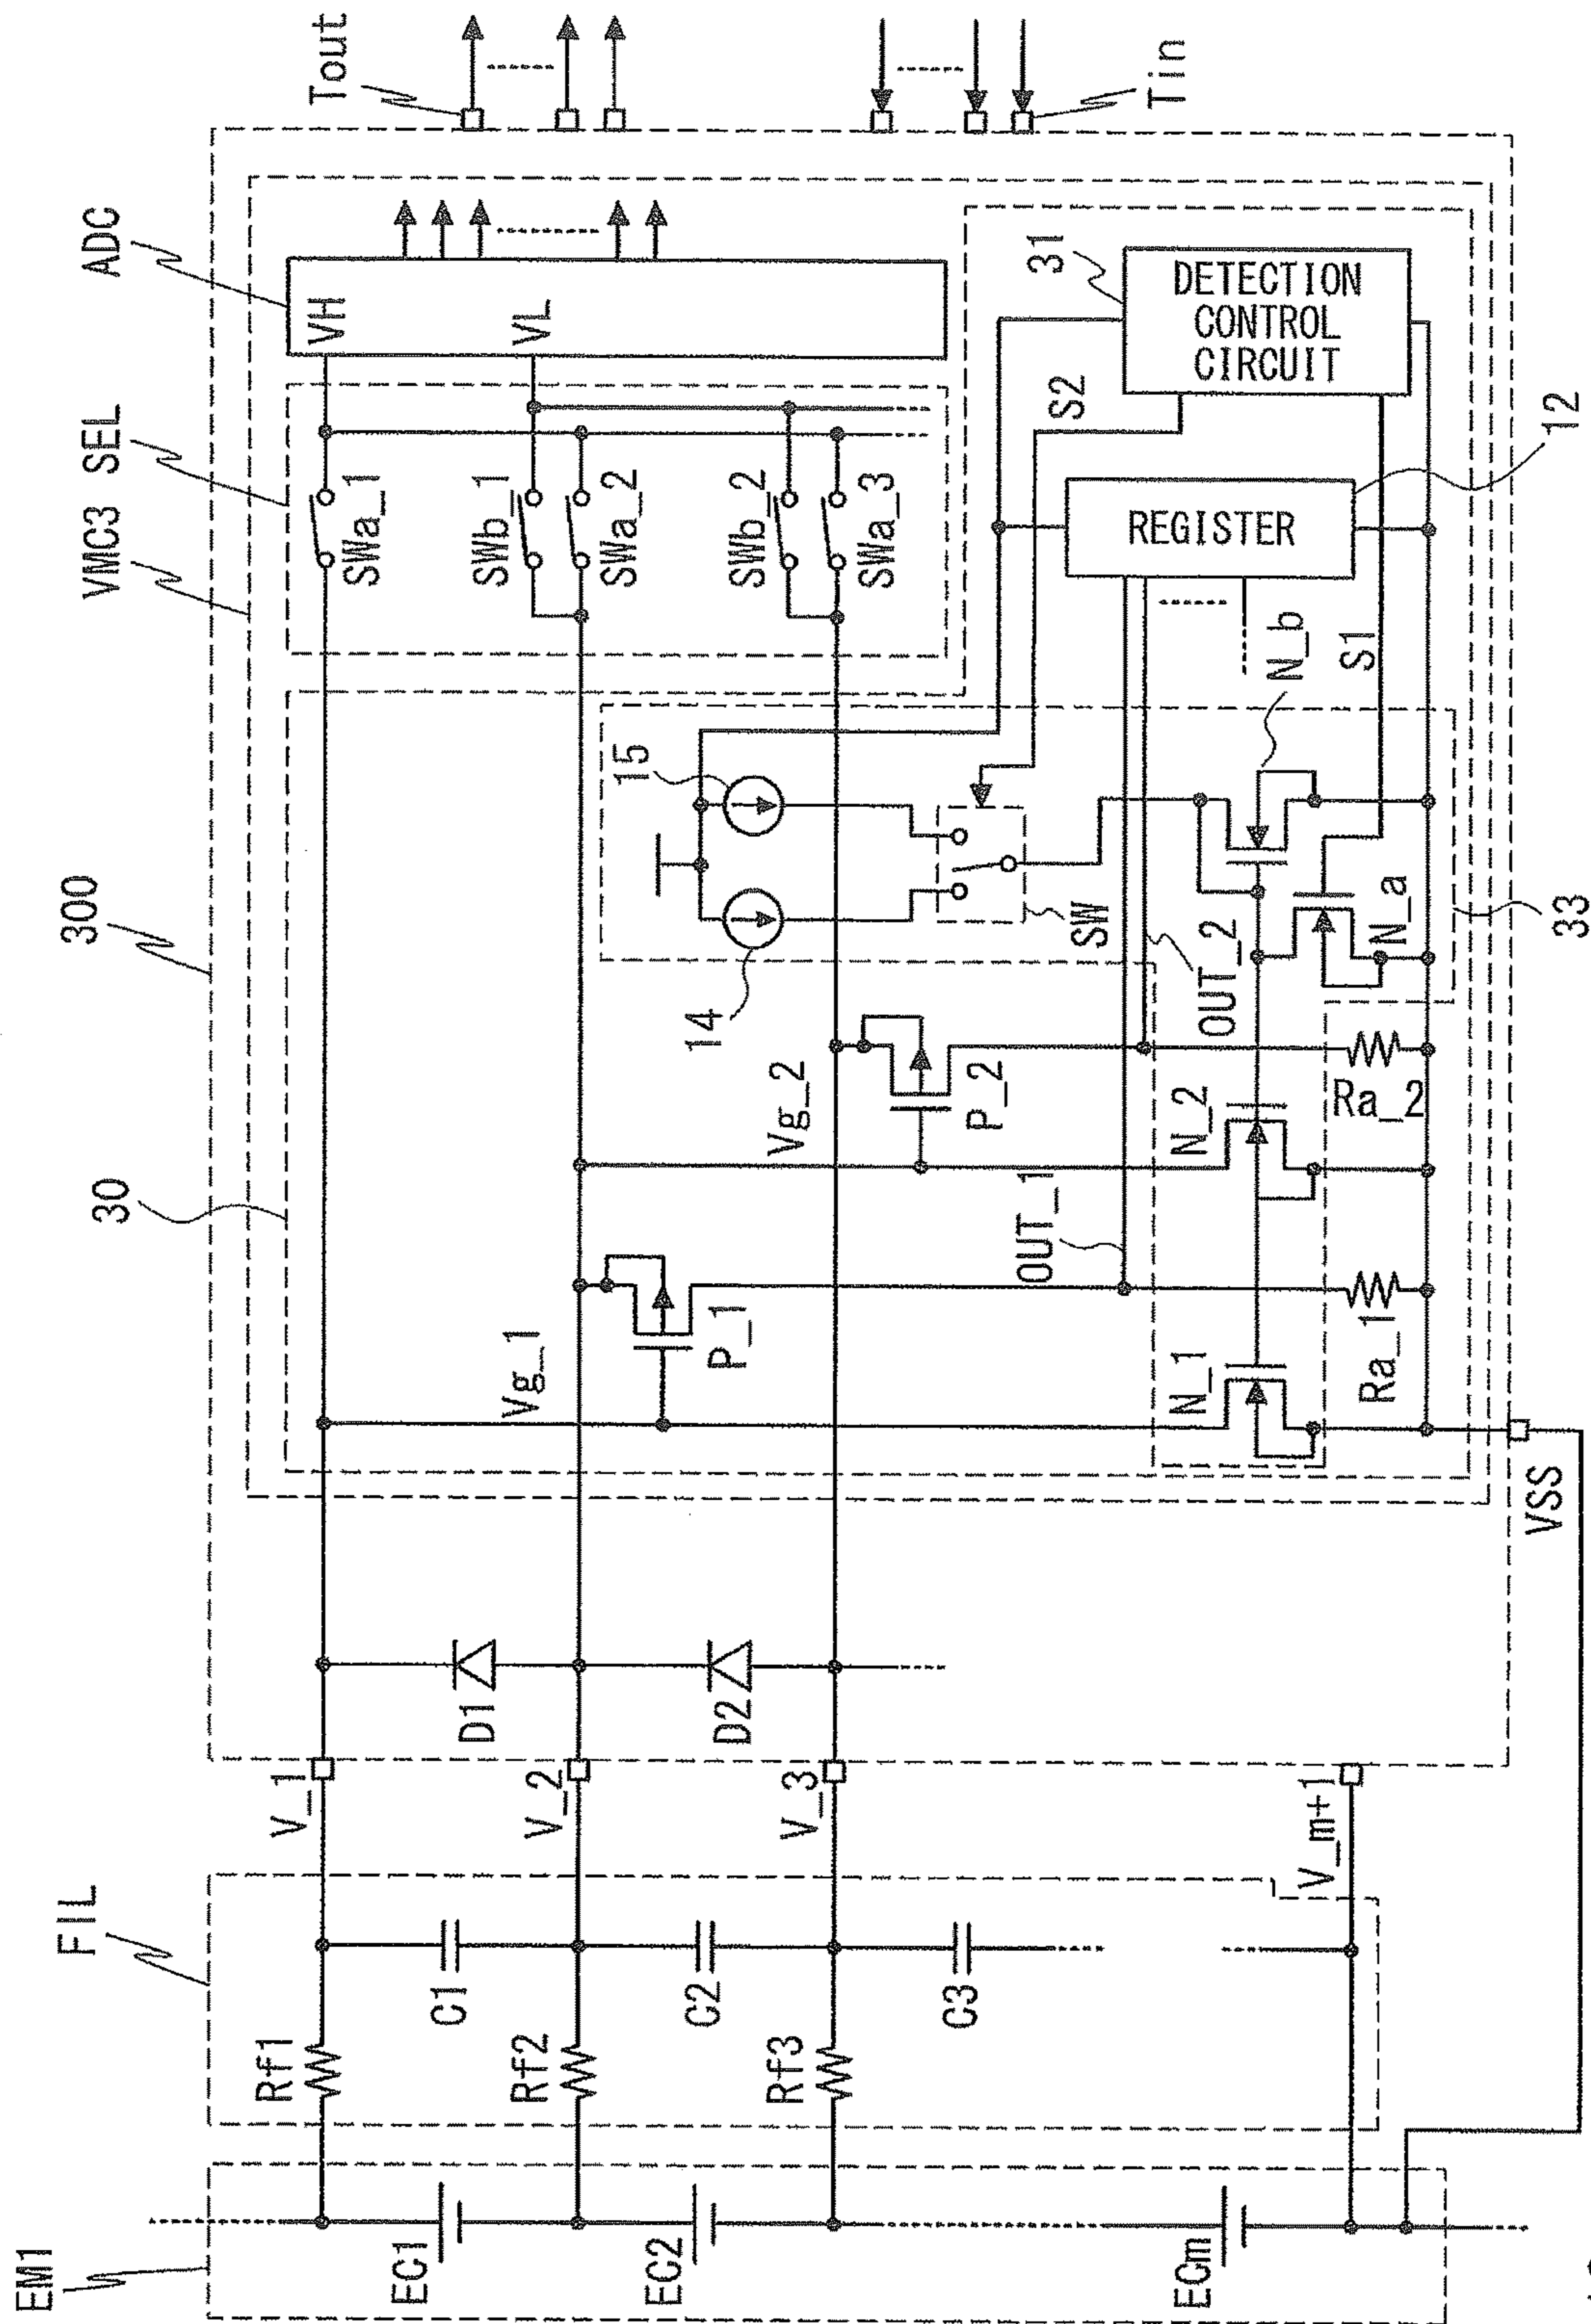 EM1
FIL
300
30
VMC3
SEL
ADC
Tout
Tin
EC1
EC2
ECm
Rf1
Rf2
Rf3
C1
C2
C3
V_1
V_2
V_3
V_m+1
VSS
D1
D2
Vg_1
Vg_2
P_1
P_2
OUT_1
OUT_2
N_1
N_2
Ra_1
Ra_2
N_a
N_b
14
15
SW
33
S1
S2
SWa_1
SWb_1
SWa_2
SWb_2
SWa_3
VH
VL
REGISTER
12
DETECTION
CONTROL
CIRCUIT
31